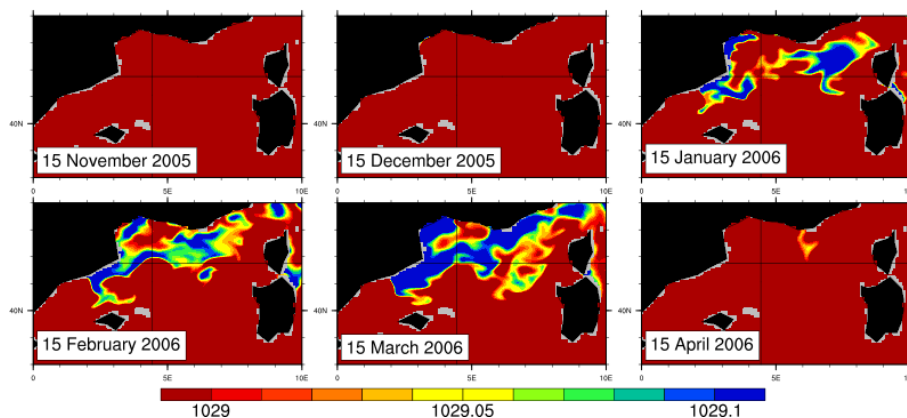 40N
15 November 2005
15 December 2005
15 January 2006
40N
0 5E 10E
0 5E 10E
0 5E 10E
40N
15 February 2006
15 March 2006
15 April 2006
40N
0 5E 10E
0 5E 10E
0 5E 10E
1029 1029.05 1029.1